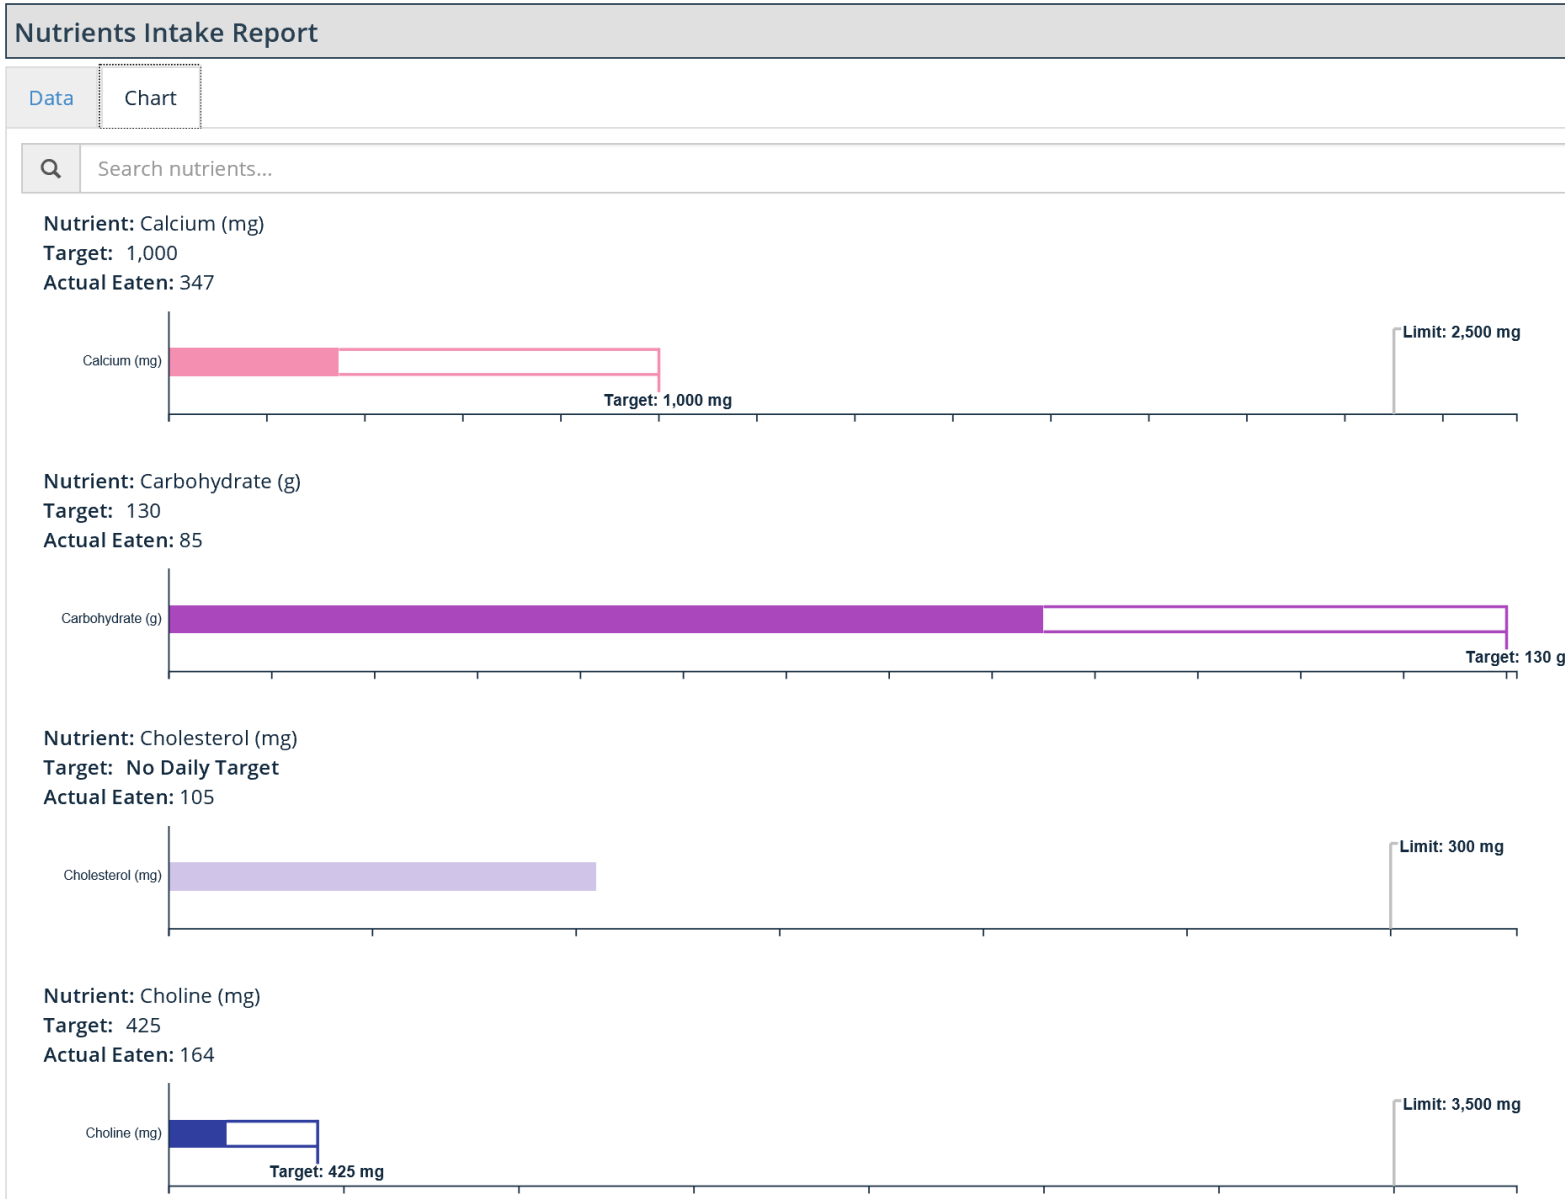 Nutrients Intake Report
Data
Chart
Search nutrients...
Nutrient: Calcium (mg)
Target: 1,000
Actual Eaten: 347
Limit: 2,500 mg
Calcium (mg)
Target: 1,000 mg
Nutrient: Carbohydrate (g)
Target: 130
Actual Eaten: 85
Carbohydrate (g)
Target: 130 g
Nutrient: Cholesterol (mg)
Target: No Daily Target
Actual Eaten: 105
Limit: 300 mg
Cholesterol (mg)
Nutrient: Choline (mg)
Target: 425
Actual Eaten: 164
Limit: 3,500 mg
Choline (mg)
Target: 425 mg